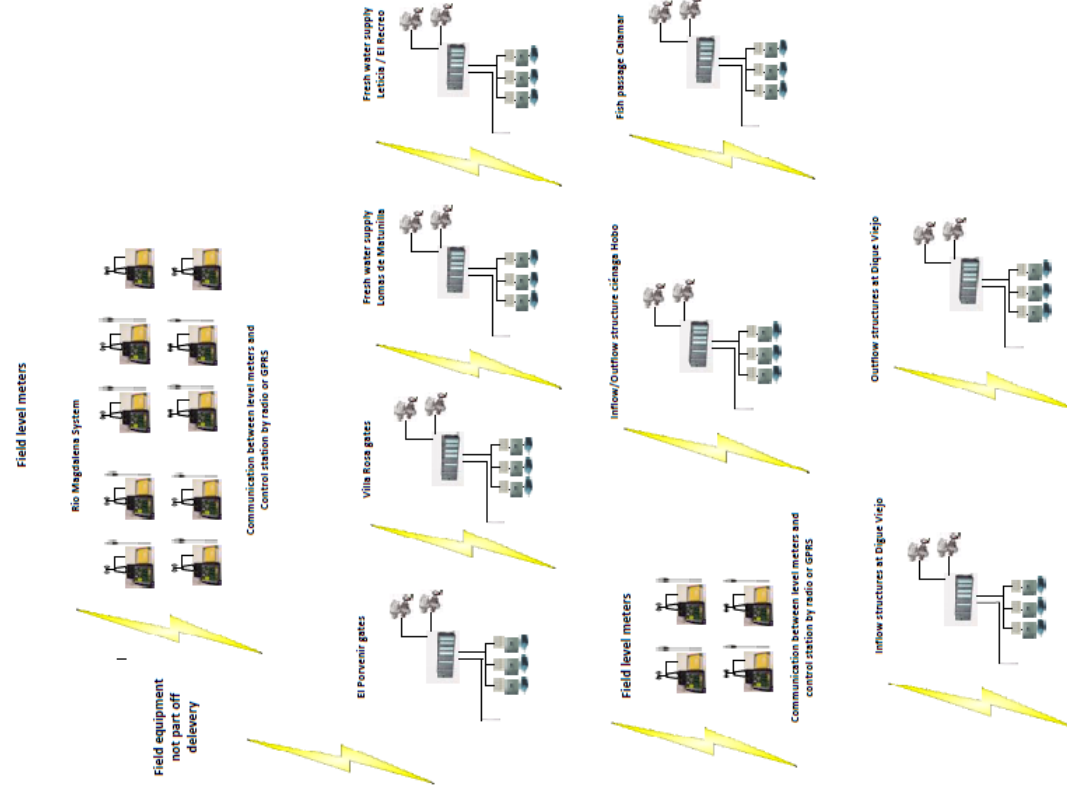 Field level meters
Rio Magdalena System
Field equipment
not part off
delevery
Communication between level meters and
Control station by radio or GPRS
El Porvenir gates
Villa Rosa gates
Fresh water supply
Lomas de Matunilla
Fresh water supply
Leticia / El Recreo
Field level meters
Communication between level meters and
control station by radio or GPRS
Inflow/Outflow structure ciénaga Hobo
Fish passage Calamar
Inflow structures at Digue Viejo
Outflow structures at Dique Viejo